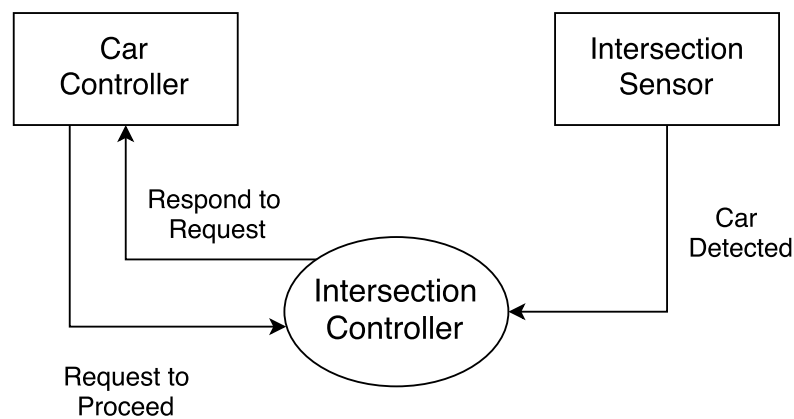 Car
Controller
Intersection
Sensor
Respond to
Request
Car
Detected
Intersection
Controller
Request to
Proceed